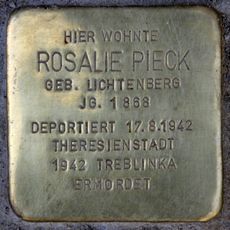 HIER WOHNTE
ROSALIE PIECK
GEB. LICHTENBERG
JG. 1868
DEPORTIERT 17.8.1942
THERESIENSTADT
1942 TREBLINKA
ERMORDET